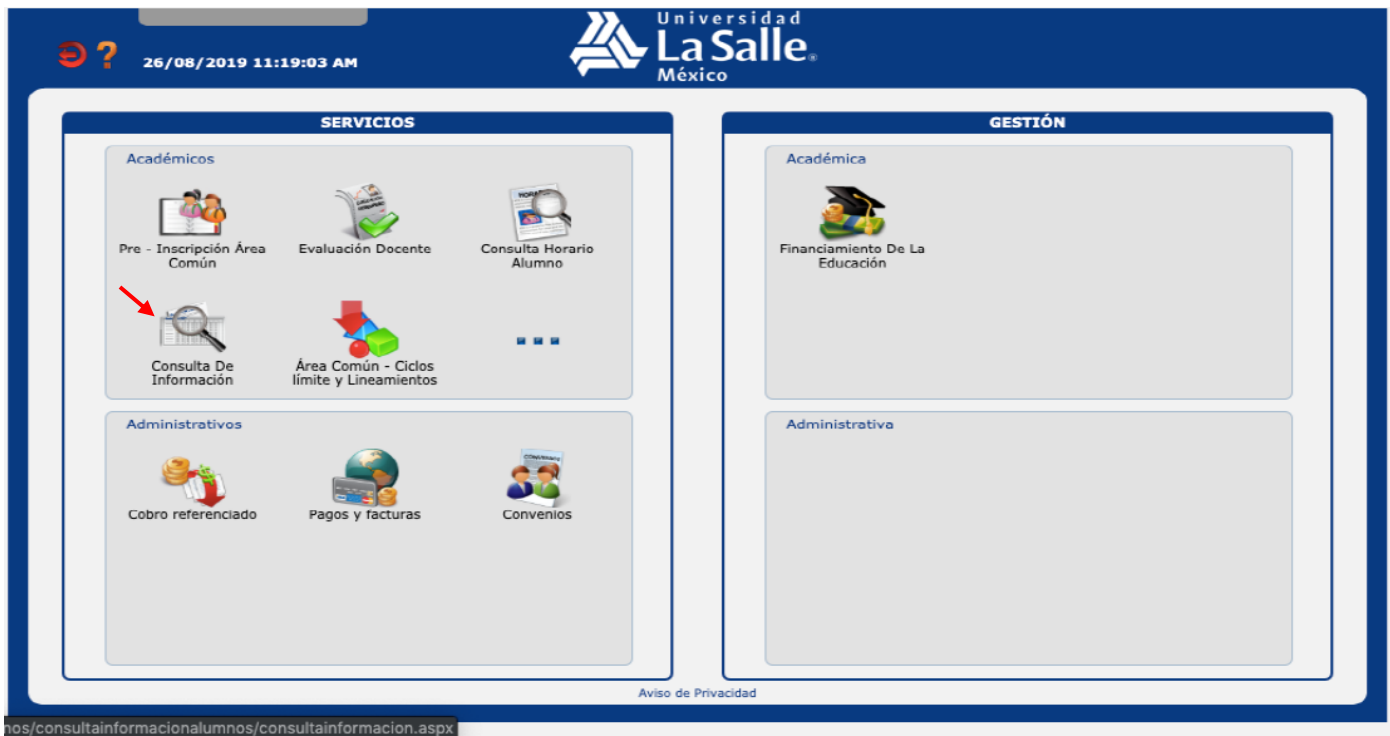 Universidad
La Salle®
México
?
26/08/2019 11:19:03 AM
SERVICIOS
Académicos
Pre - Inscripción Área
Común
Evaluación Docente
Consulta Horario
Alumno
Consulta De
Información
Área Común - Ciclos
límite y Lineamientos
Administrativos
Cobro referenciado
Pagos y facturas
Convenios
GESTIÓN
Académica
Financiamiento De La
Educación
Administrativa
Aviso de Privacidad
nos/consultainformacionalumnos/consultainformacion.aspx